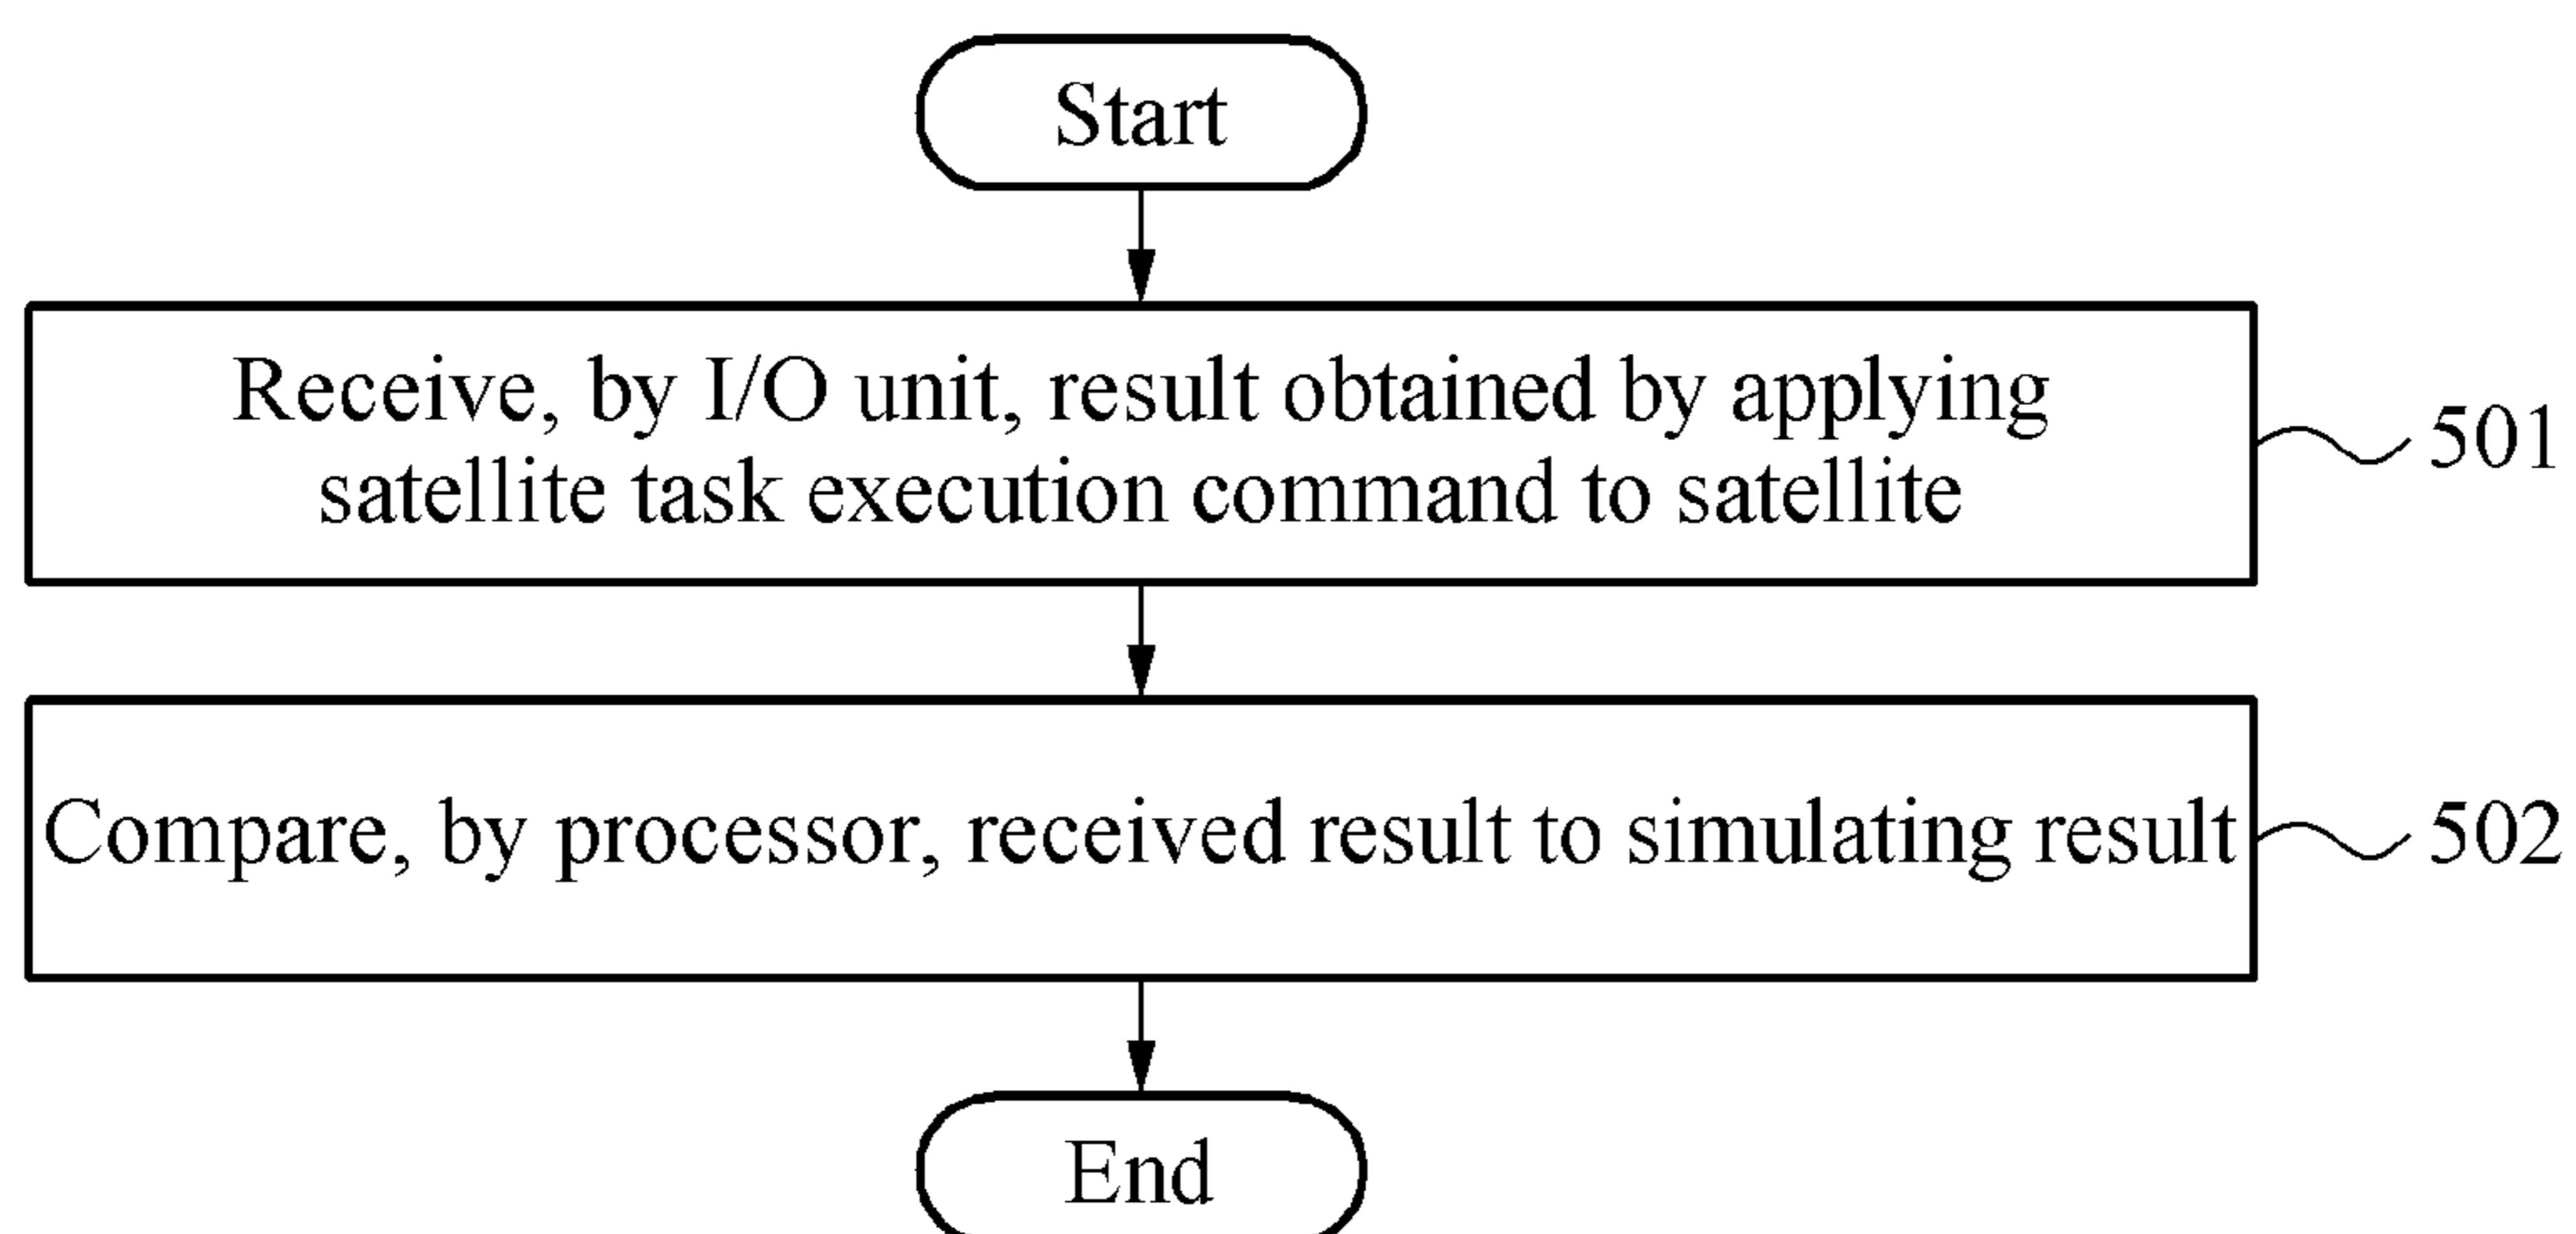 Start
Receive, by I/O unit, result obtained by applying
satellite task execution command to satellite
501
Compare, by processor, received result to simulating result
502
End